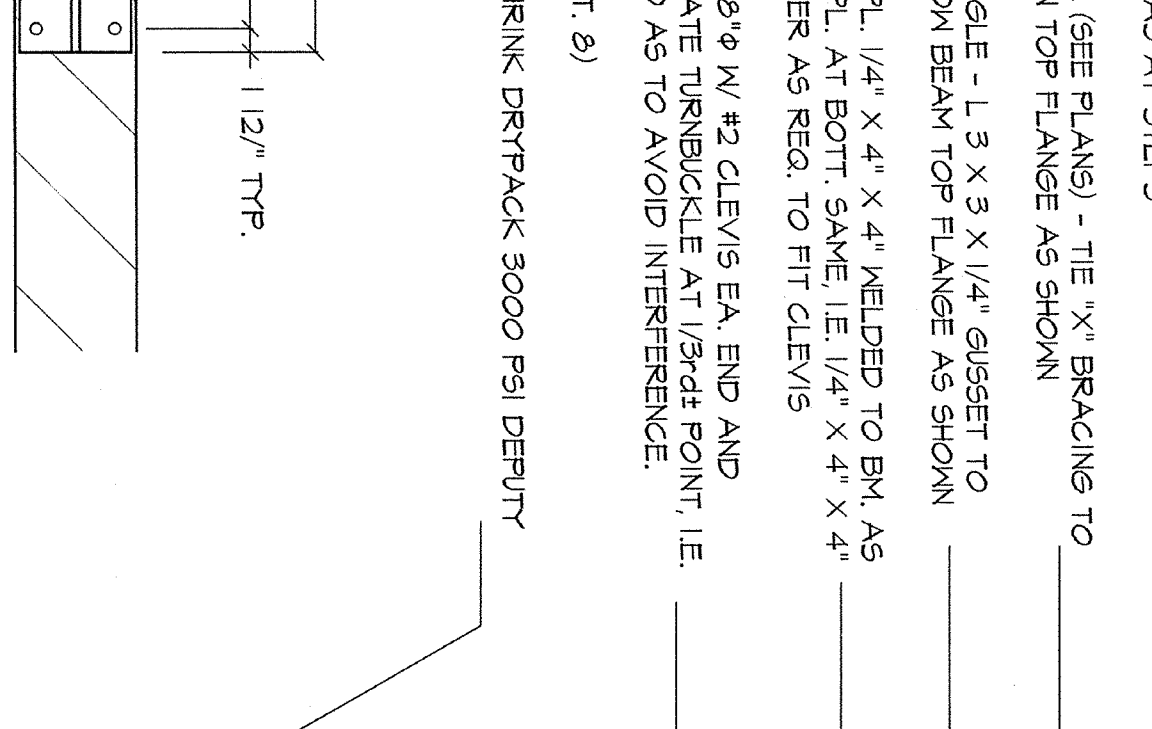 (SEE PLANS) - TIE "X" BRACING TO
N TOP FLANGE AS SHOWN
GLE - L 3 X 3 X 1/4" GUSSET TO
OW BEAM TOP FLANGE AS SHOWN
PL. 1/4" X 4" X 4" WELDED TO BM. AS
PL. AT BOTT. SAME, I.E. 1/4" X 4" X 4"
ER AS REQ. TO FIT CLEVIS
8"Φ W/ #2 CLEVIS EA. END AND
ATE TURNBUCKLE AT 1/3rd± POINT, I.E.
O AS TO AVOID INTERFERENCE.
T. 8)
HRINK DRYPACK 3000 PSI DEPUTY
1 12/" TYP.